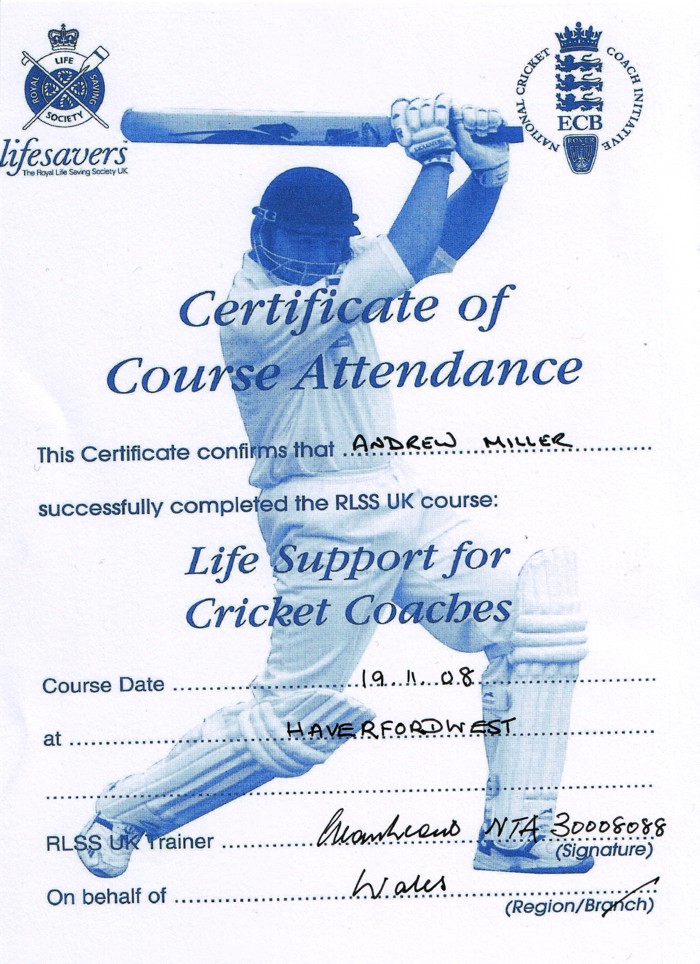 ROYAL LIFE SAVING SOCIETY
lifesavers
The Royal Life Saving Society UK
NATIONAL CRICKET COACH INITIATIVE
ECB
ROVER
Certificate of
Course Attendance
This Certificate confirms that ANDREW MILLER
successfully completed the RLSS UK course:
Life Support for
Cricket Coaches
Course Date 19.11.08
at HAVERFORDWEST
RLSS UK Trainer NTA 30008088
(Signature)
On behalf of Wales
(Region/Branch)